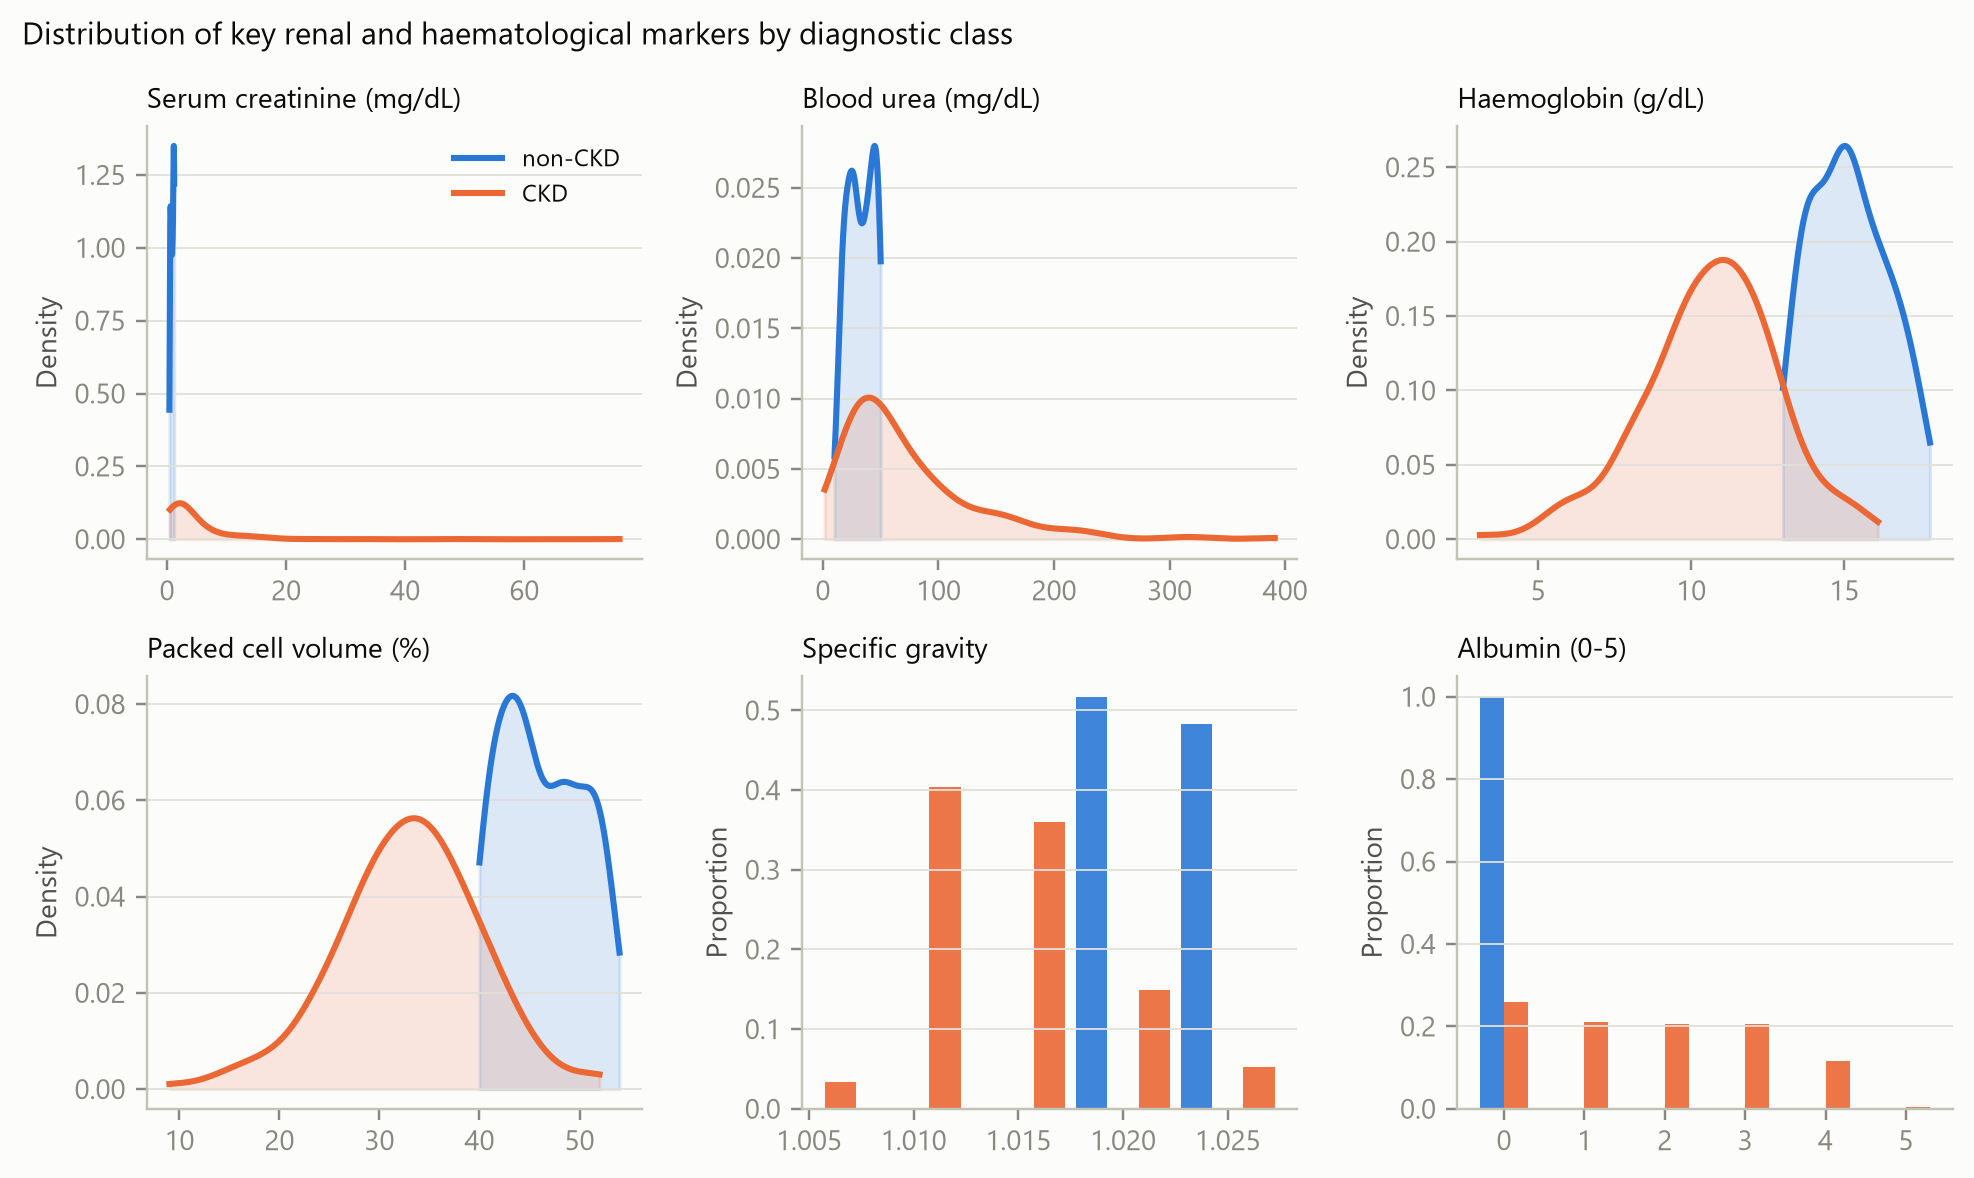 Distribution of key renal and haematological markers by diagnostic class
Serum creatinine (mg/dL)
Density
1.25
1.00
0.75
0.50
0.25
0.00
0 20 40 60
non-CKD
CKD
Blood urea (mg/dL)
Density
0.025
0.020
0.015
0.010
0.005
0.000
0 100 200 300 400
Haemoglobin (g/dL)
Density
0.25
0.20
0.15
0.10
0.05
0.00
5 10 15
Packed cell volume (%)
Density
0.08
0.06
0.04
0.02
0.00
10 20 30 40 50
Specific gravity
Proportion
0.5
0.4
0.3
0.2
0.1
0.0
1.005 1.010 1.015 1.020 1.025
Albumin (0-5)
Proportion
1.0
0.8
0.6
0.4
0.2
0.0
0 1 2 3 4 5